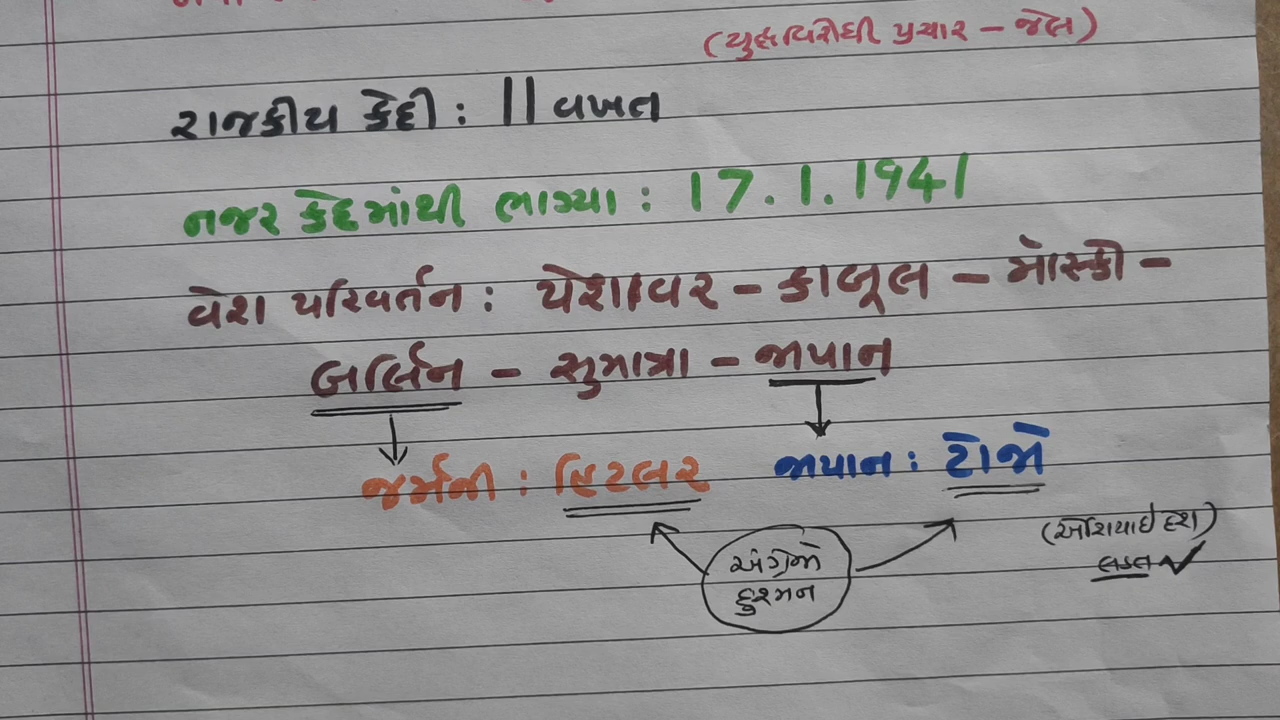 (યુદ્ધવિરોધી પ્રચાર - જેલ)
રાજકીય કેદી : 11 વખત
નજર કેદમાંથી ભાગ્યા : 17.1.1941
વેશ પરિવર્તન : પેશાવર - કાબૂલ - મૉસ્કો -
બર્લિન - સુમાત્રા - જાપાન
જર્મની : હિટલર જાપાન : ટોજો
(એશિયાઈ દેશ)
અંગ્રેજો
દુશ્મન
લડત ✓